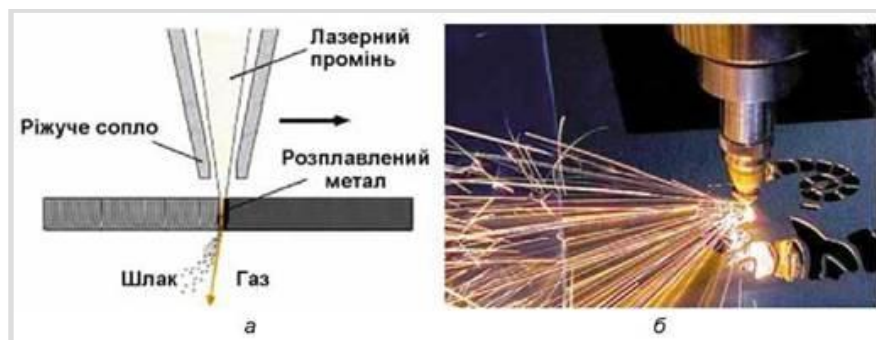 Лазерний
промінь
Ріжуче сопло
Розплавлений
метал
Шлак
Газ
а
б